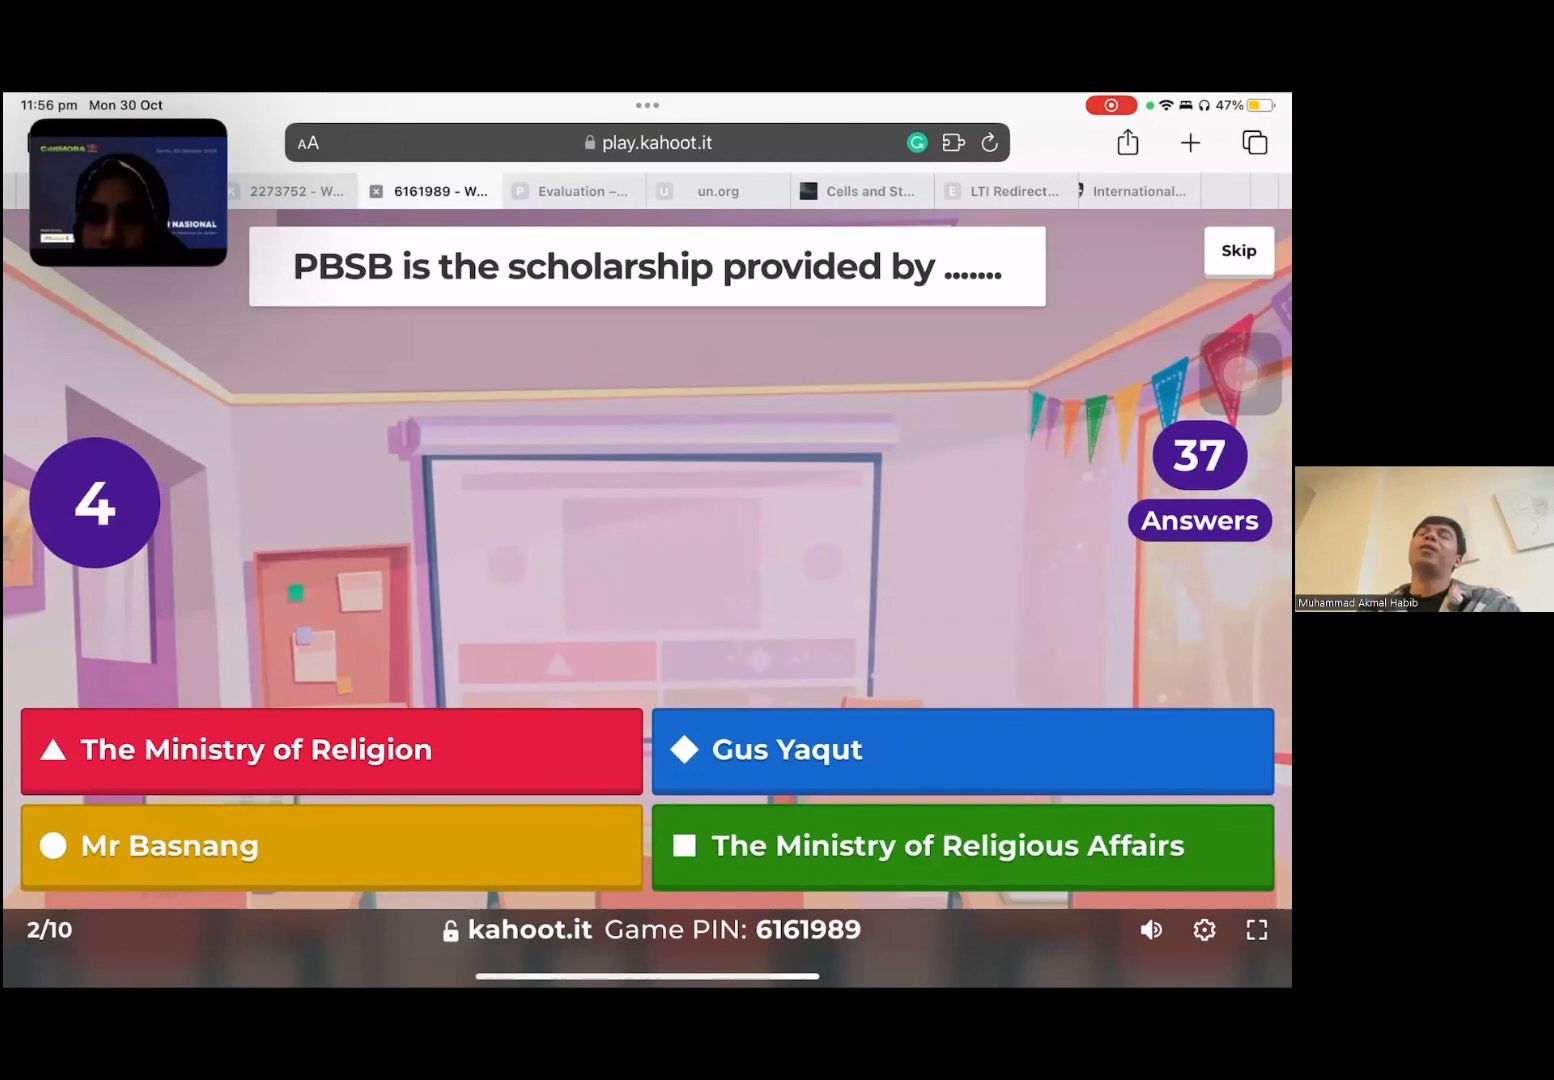 11:56 pm Mon 30 Oct
47%
AA
play.kahoot.it
2273752 - W...
6161989 - W...
P Evaluation –...
U un.org
Cells and St...
E LTI Redirect...
International...
NASIONAL
PBSB is the scholarship provided by .......
Skip
4
37
Answers
Muhammad Akmal Habib
The Ministry of Religion
Gus Yaqut
Mr Basnang
The Ministry of Religious Affairs
2/10
kahoot.it Game PIN: 6161989